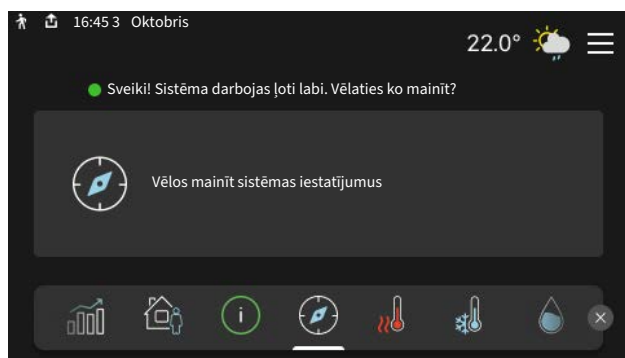 16:45 3 Oktobris
22.0°
Sveiki! Sistēma darbojas ļoti labi. Vēlaties ko mainīt?
Vēlos mainīt sistēmas iestatījumus